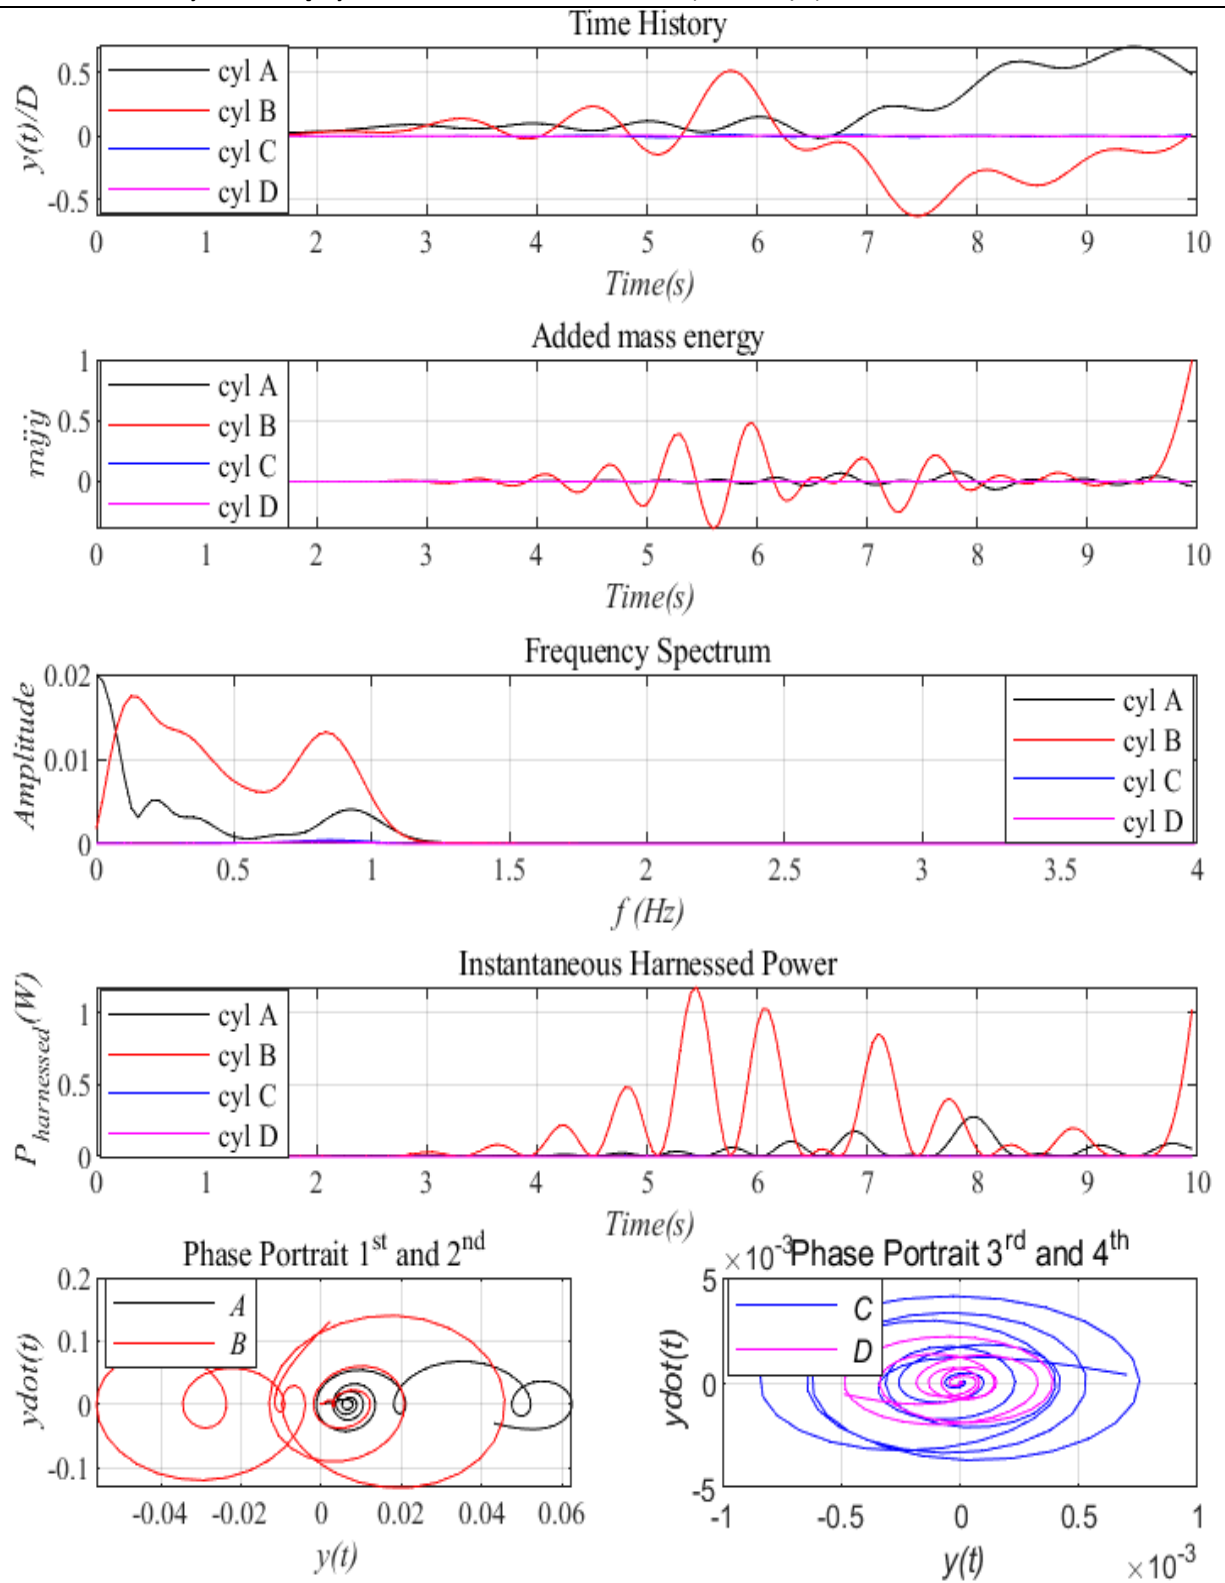 Time History
y(t)/D
0.5
0
-0.5
cyl A
cyl B
cyl C
cyl D
0 1 2 3 4 5 6 7 8 9 10
Time(s)
Added mass energy
mÿẏ
1
0.5
0
cyl A
cyl B
cyl C
cyl D
0 1 2 3 4 5 6 7 8 9 10
Time(s)
Frequency Spectrum
Amplitude
0.02
0.01
0
cyl A
cyl B
cyl C
cyl D
0 0.5 1 1.5 2 2.5 3 3.5 4
f (Hz)
Instantaneous Harnessed Power
P harnessed (W)
1
0.5
0
cyl A
cyl B
cyl C
cyl D
0 1 2 3 4 5 6 7 8 9 10
Time(s)
Phase Portrait 1st and 2nd
ydot(t)
0.2
0.1
0
-0.1
A
B
-0.04 -0.02 0 0.02 0.04 0.06
y(t)
×10-3 Phase Portrait 3rd and 4th
ydot(t)
5
0
-5
C
D
-1 -0.5 0 0.5 1
y(t) ×10-3